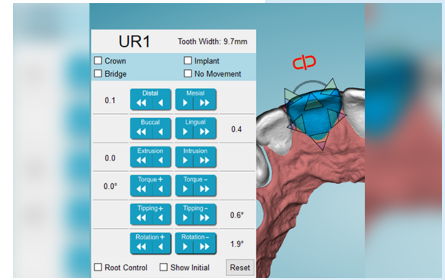 UR1 Tooth Width: 9.7mm
Crown Implant
Bridge No Movement
0.1 Distal Mesial
Buccal Lingual 0.4
0.0 Extrusion Intrusion
0.0° Torque+ Torque-
Tipping+ Tipping- 0.6°
Rotation+ Rotation- 1.9°
Root Control Show Initial Reset